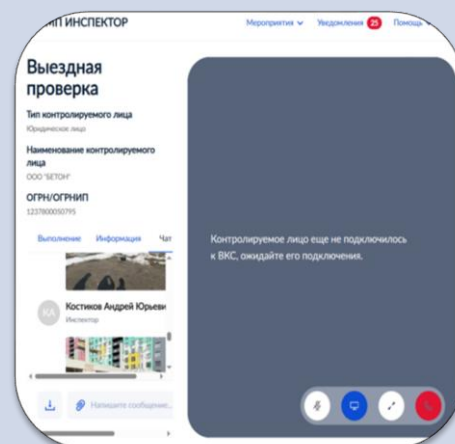 МП ИНСПЕКТОР
Мероприятия
Уведомления 25
Помощь
Выездная
проверка
Тип контролируемого лица
Юридическое лицо
Наименование контролируемого
лица
ООО "БЕТОН"
ОГРН/ОГРНИП
1237800050795
Выполнение Информация Чат
КА
Костиков Андрей Юрьеви
Инспектор
Напишите сообщение...
Контролируемое лицо еще не подключилось
к ВКС, ожидайте его подключения.